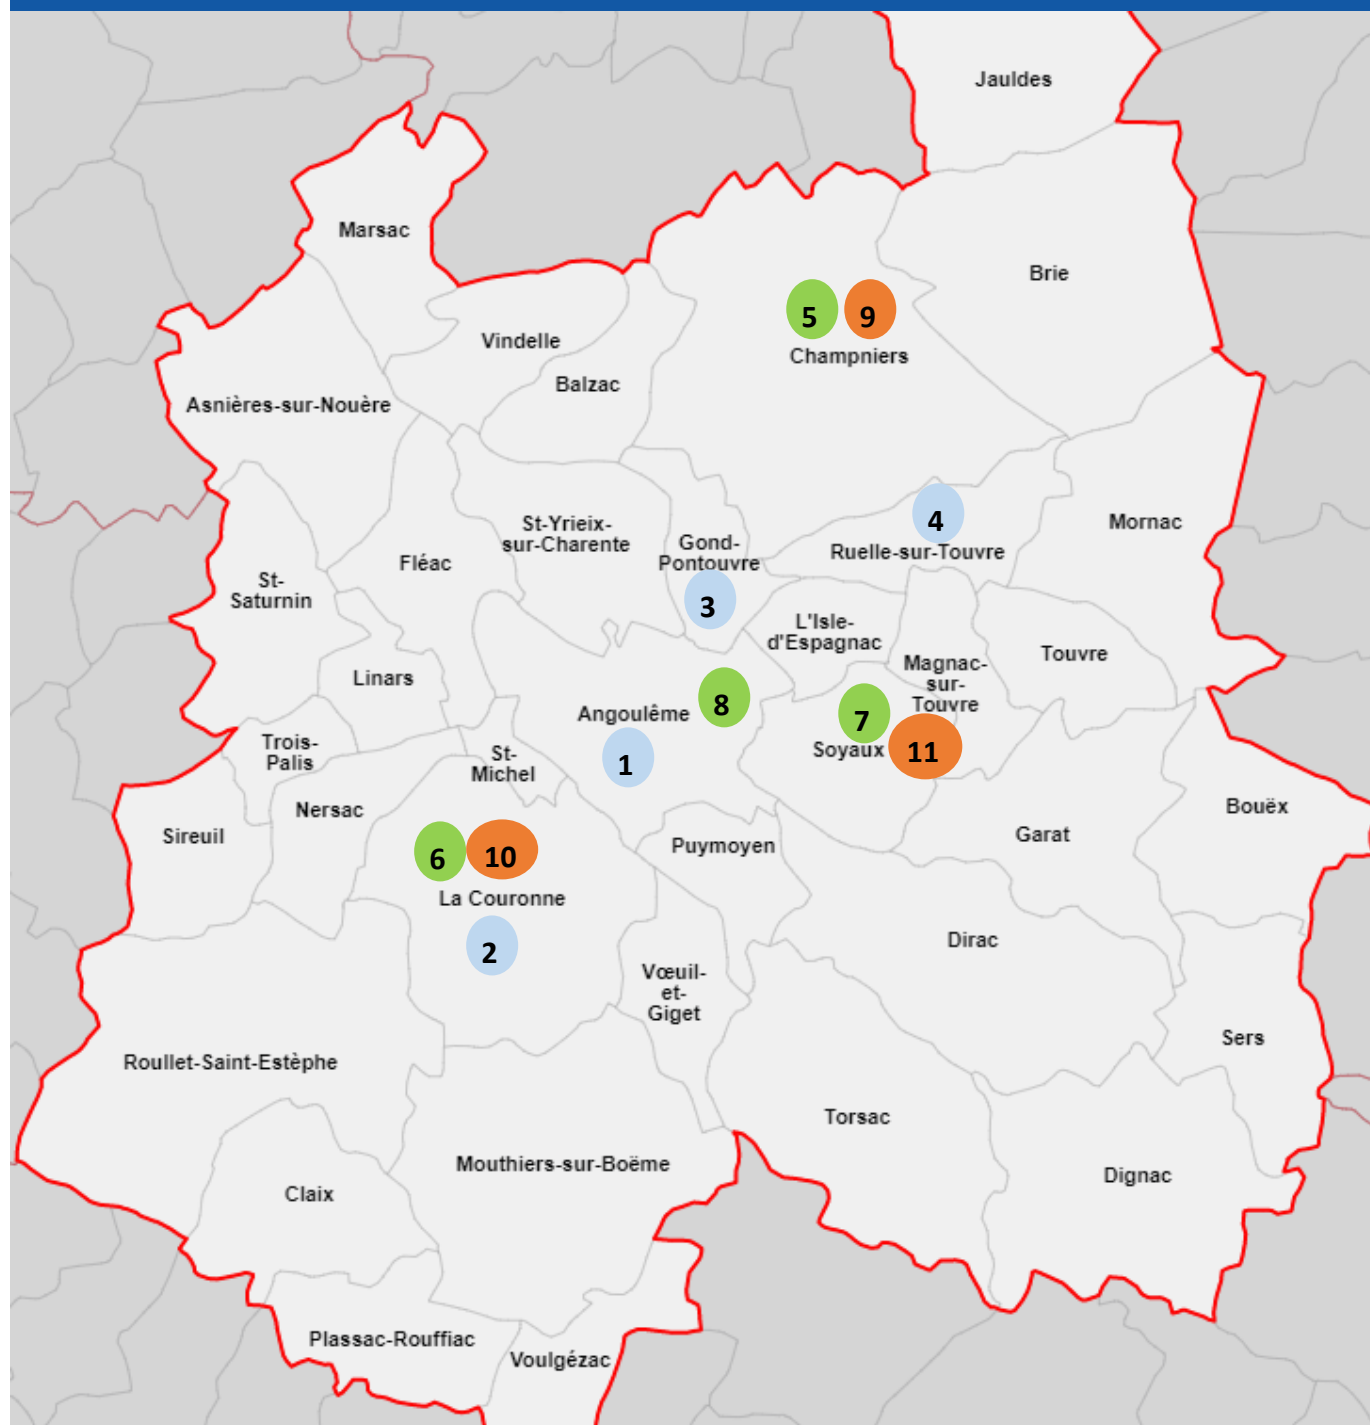 Jauldes
Marsac
Brie
5
9
Vindelle
Champniers
Balzac
Asnières-sur-Nouère
4
St-Yrieix-
sur-Charente
Mornac
Gond-
Pontouvre
Ruelle-sur-Touvre
Fléac
St-
Saturnin
3
L'Isle-
d'Espagnac
Touvre
Linars
Magnac-
sur-
Touvre
8
Angoulême
7
Soyaux
11
Trois-
Palis
St-
Michel
1
Nersac
Bouëx
Sireuil
Garat
Puymoyen
6
10
La Couronne
2
Dirac
Vœuil-
et-
Giget
Sers
Roullet-Saint-Estèphe
Torsac
Mouthiers-sur-Boëme
Dignac
Claix
Plassac-Rouffiac
Voulgézac